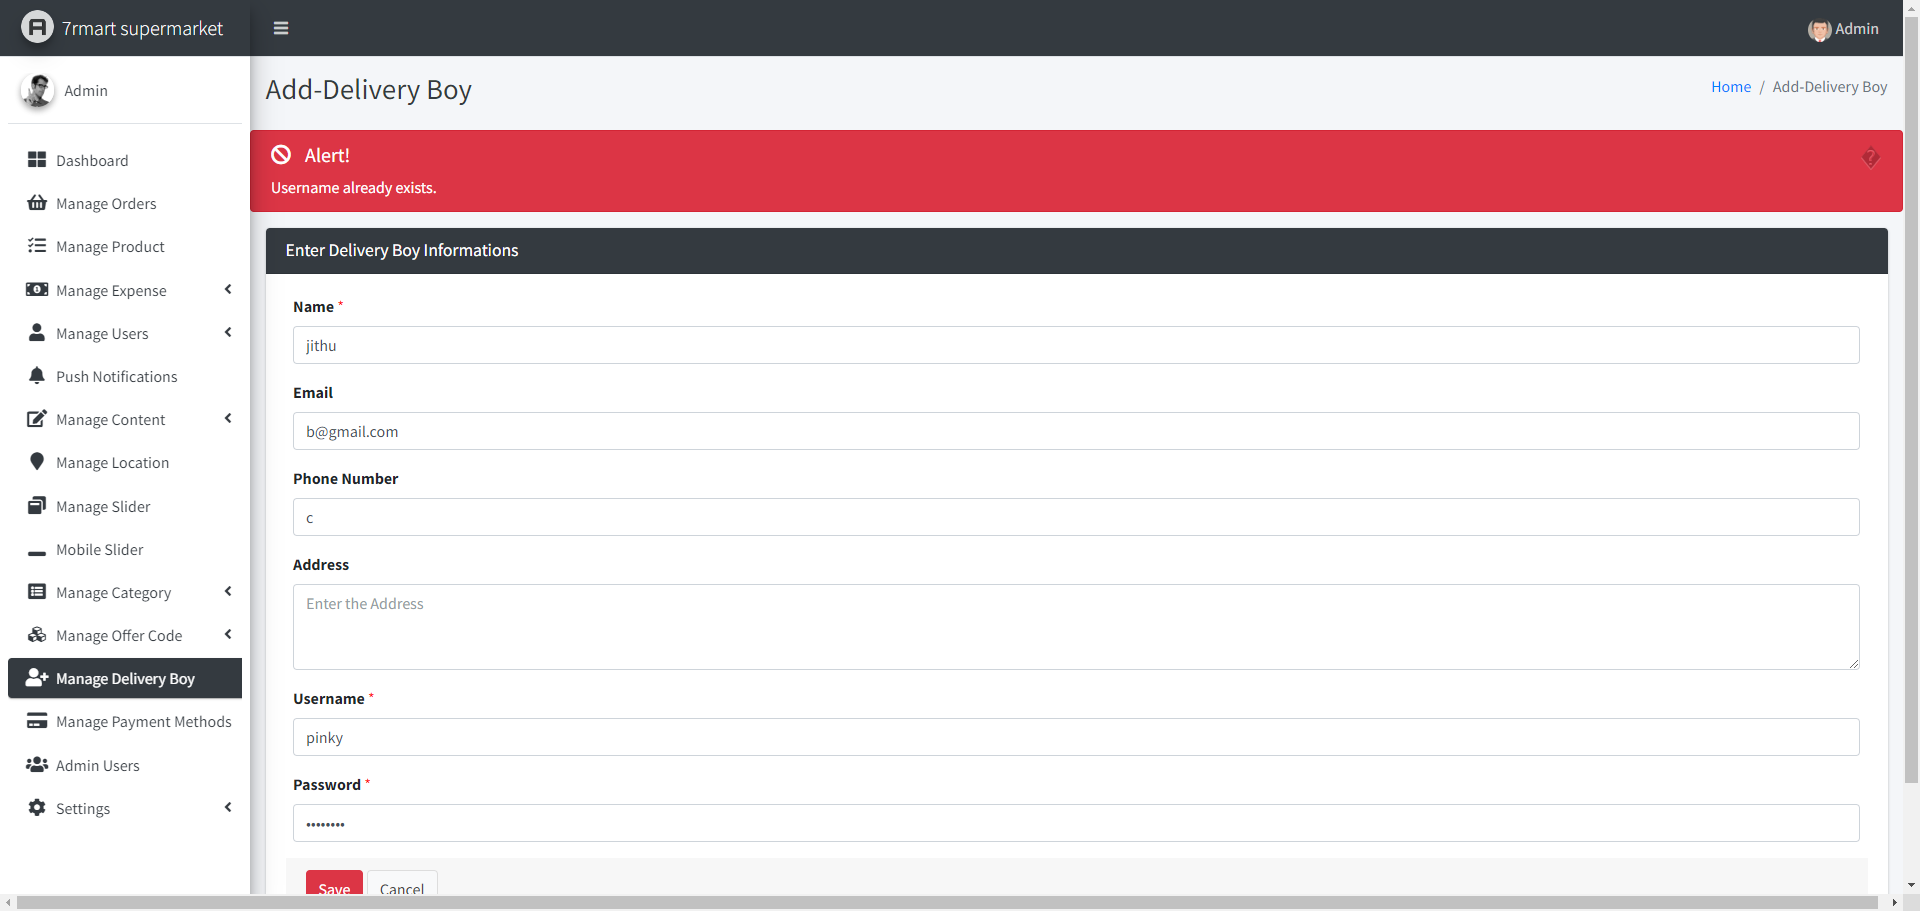 7rmart supermarket
Admin
Admin
Dashboard
Manage Orders
Manage Product
Manage Expense
Manage Users
Push Notifications
Manage Content
Manage Location
Manage Slider
Mobile Slider
Manage Category
Manage Offer Code
Manage Delivery Boy
Manage Payment Methods
Admin Users
Settings
Add-Delivery Boy
Home / Add-Delivery Boy
Alert!
Username already exists.
Enter Delivery Boy Informations
Name *
jithu
Email
b@gmail.com
Phone Number
c
Address
Enter the Address
Username *
pinky
Password *
••••••••
Save
Cancel